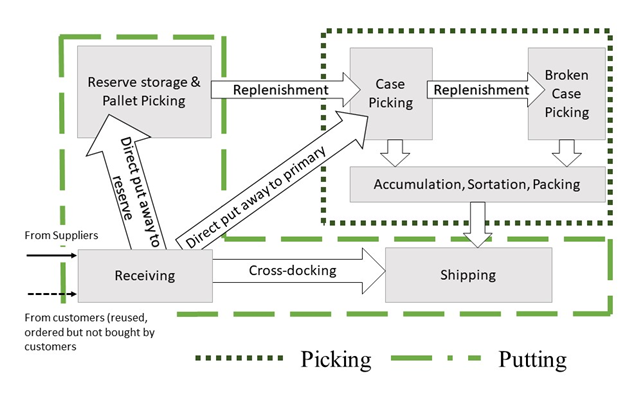 Reserve storage &
Pallet Picking
Replenishment
Case
Picking
Replenishment
Broken
Case
Picking
Direct put away to
reserve
Direct put away to primary
Accumulation, Sortation, Packing
From Suppliers
Receiving
Cross-docking
Shipping
From customers (reused,
ordered but not bought by
customers
Picking
Putting